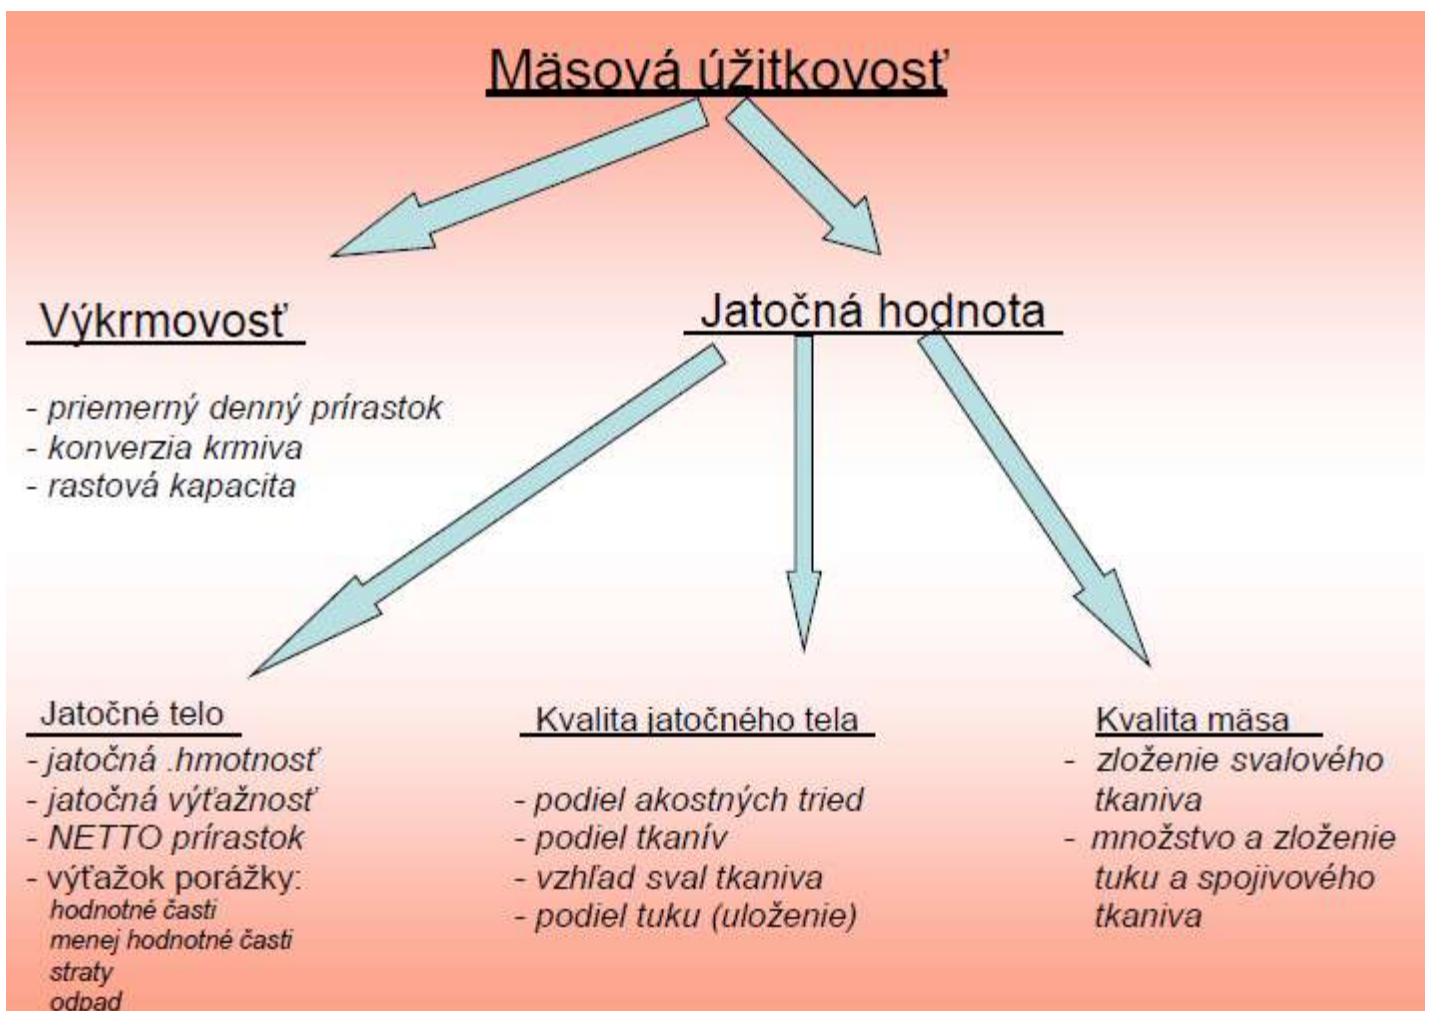 Mäsová úžitkovosť
Výkrmovosť
- priemerný denný prírastok
- konverzia krmiva
- rastová kapacita
Jatočná hodnota
Jatočné telo
- jatočná .hmotnosť
- jatočná výťažnosť
- NETTO prírastok
- výťažok porážky:
hodnotné časti
menej hodnotné časti
straty
odpad
Kvalita jatočného tela
- podiel akostných tried
- podiel tkanív
- vzhľad sval tkaniva
- podiel tuku (uloženie)
Kvalita mäsa
- zloženie svalového
tkaniva
- množstvo a zloženie
tuku a spojivového
tkaniva